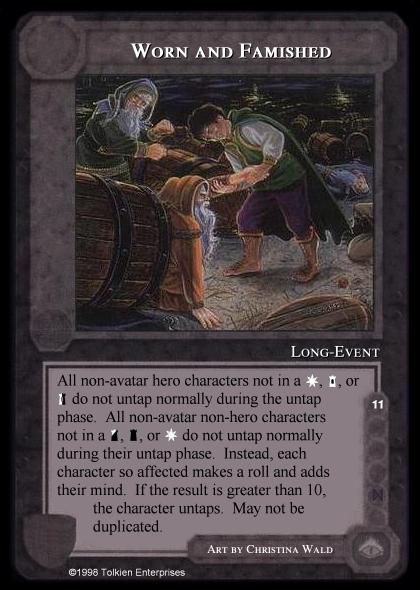 Worn and Famished
Long-Event
All non-avatar hero characters not in a , , or
do not untap normally during the untap
phase. All non-avatar non-hero characters
not in a , , or do not untap normally
during their untap phase. Instead, each
character so affected makes a roll and adds
their mind. If the result is greater than 10,
the character untaps. May not be
duplicated.
11
Art by Christina Wald
©1998 Tolkien Enterprises